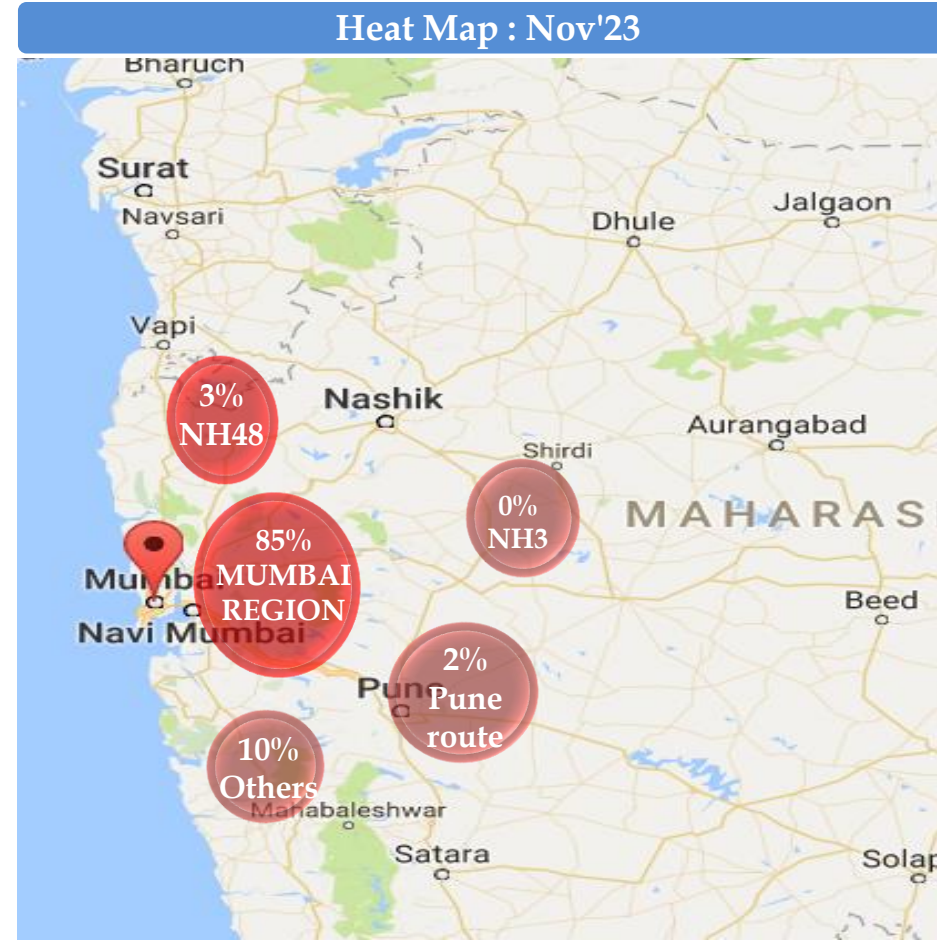 Heat Map : Nov'23
Bharuch
Surat
Navsari
Dhule
Jalgaon
Vapi
3%
NH48
Nashik
Aurangabad
Shirdi
0%
NH3
MAHARAS
85%
MUMBAI
REGION
Mumba
Navi Mumbai
Beed
2%
Pune
route
Pune
10%
Others
Mahabaleshwar
Satara
Solap